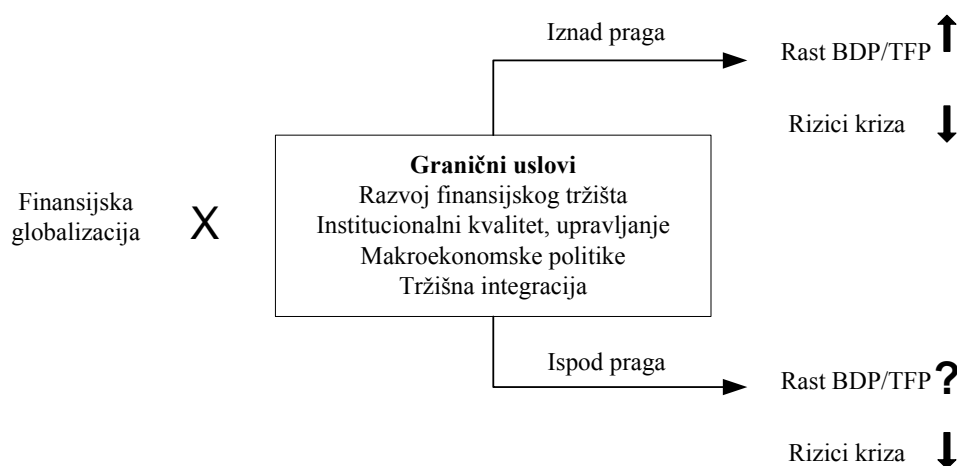 Iznad praga
Rast BDP/TFP
Rizici kriza
Granični uslovi
Razvoj finansijskog tržišta
Institucionalni kvalitet, upravljanje
Makroekonomske politike
Tržišna integracija
Finansijska
globalizacija
X
Ispod praga
Rast BDP/TFP ?
Rizici kriza